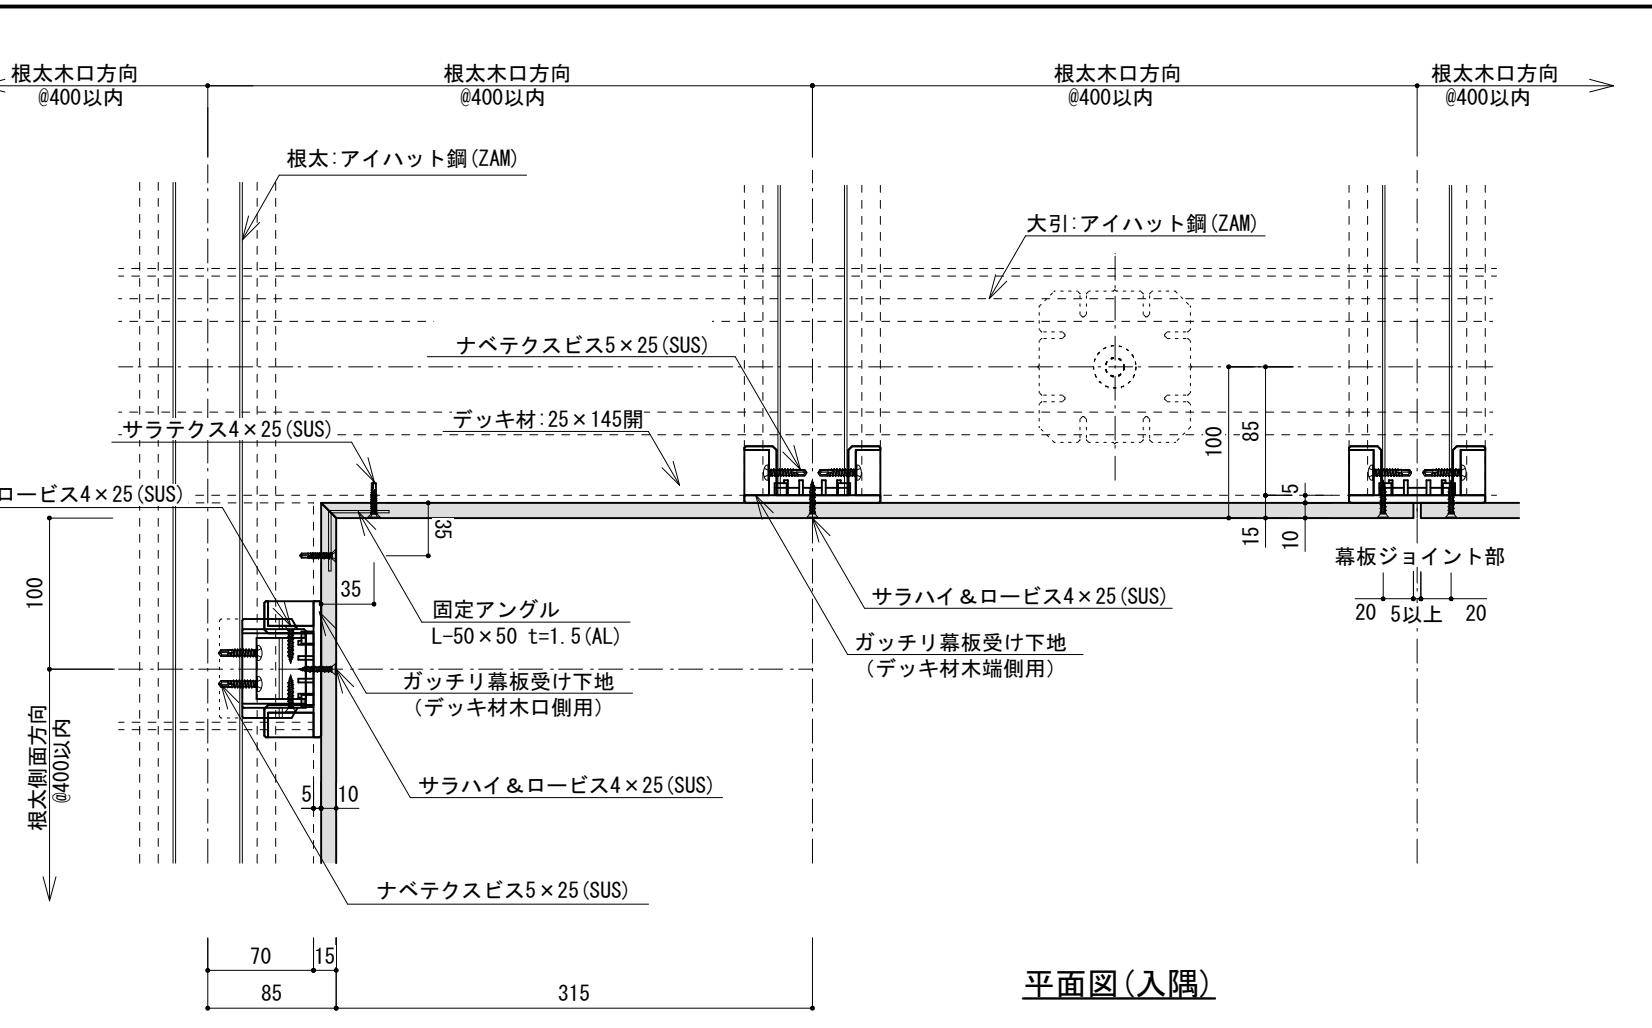 根太木口方向
@400以内
根太木口方向
@400以内
根太木口方向
@400以内
根太木口方向
@400以内
根太:アイハット鋼(ZAM)
大引:アイハット鋼(ZAM)
ナベテクスビス5×25(SUS)
デッキ材:25×145開
サラテクス4×25(SUS)
ロービス4×25(SUS)
100
85
5
15
10
35
35
幕板ジョイント部
20
5以上
20
サラハイ&ロービス4×25(SUS)
固定アングル
L-50×50 t=1.5(AL)
ガッチリ幕板受け下地
(デッキ材木端側用)
100
ガッチリ幕板受け下地
(デッキ材木口側用)
根太側面方向
@400以内
サラハイ&ロービス4×25(SUS)
5
10
ナベテクスビス5×25(SUS)
70
15
85
315
平面図(入隅)